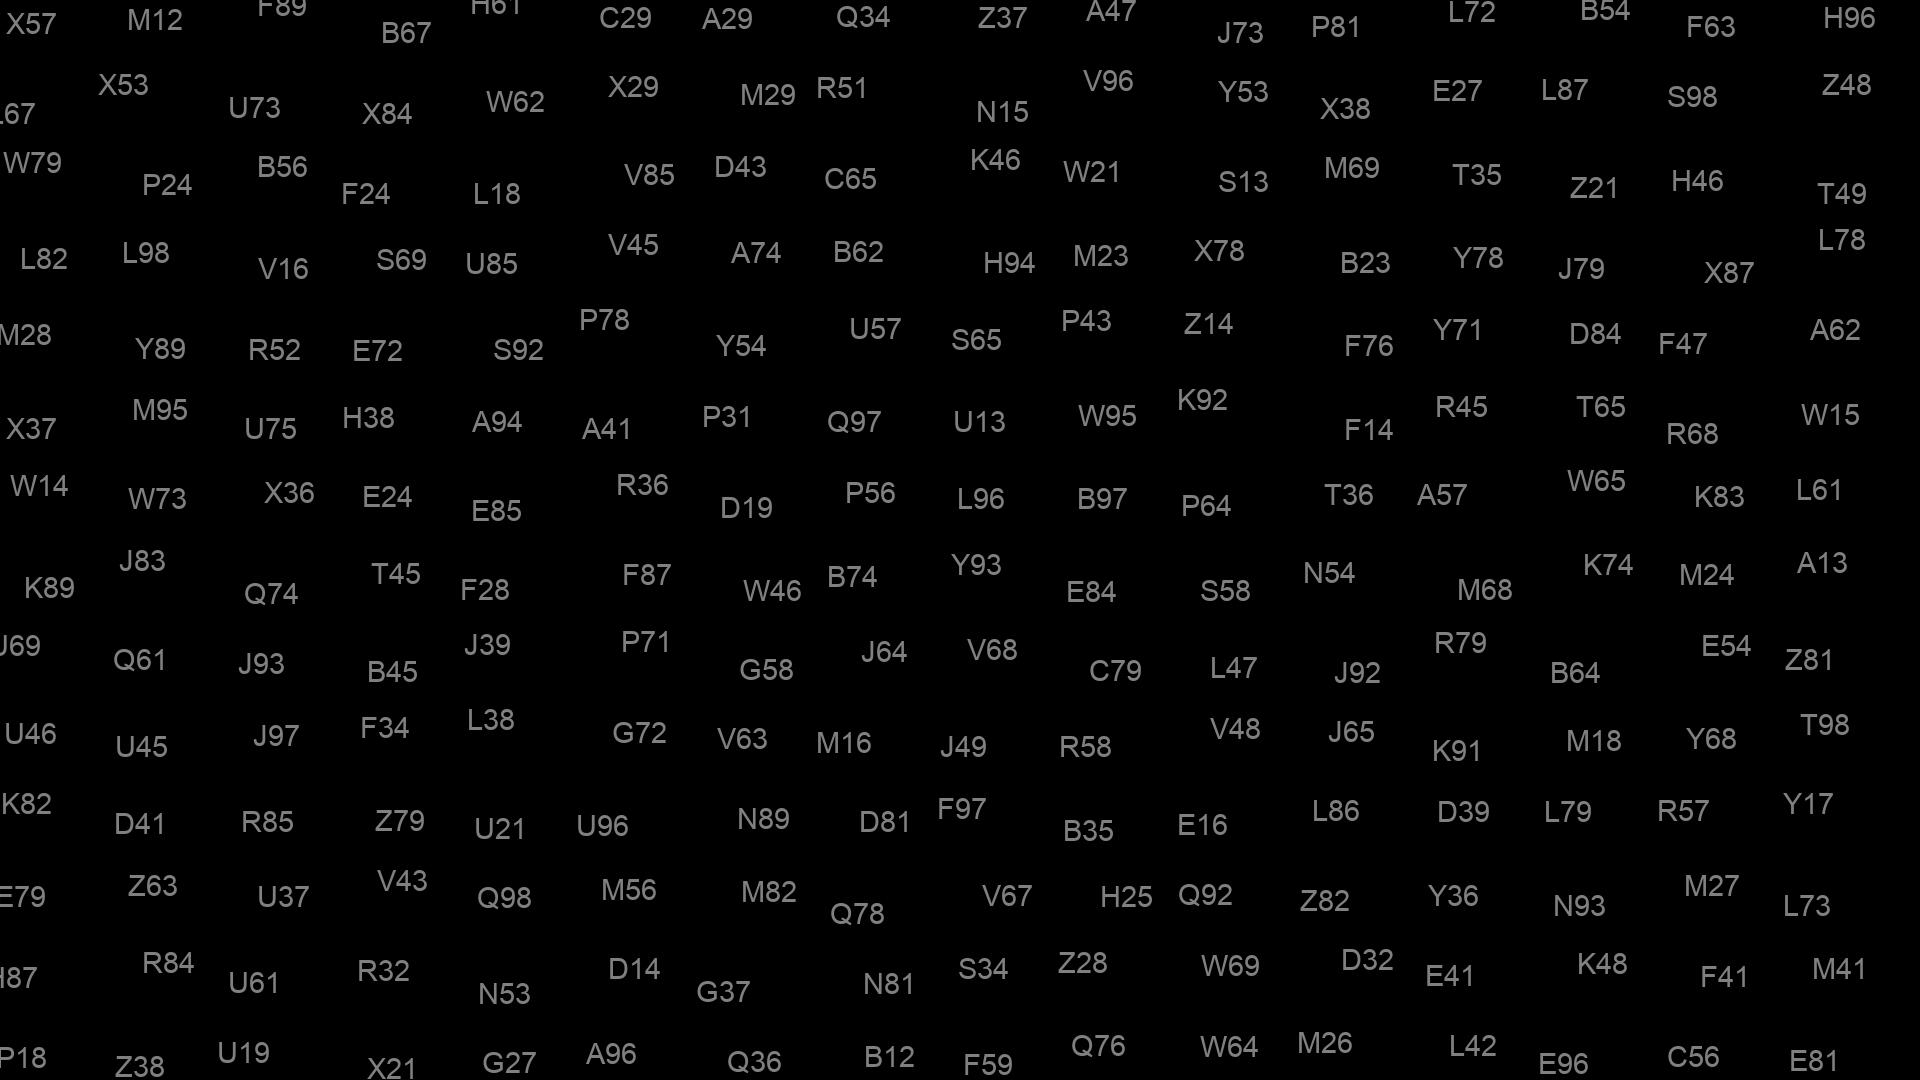 X57 M12 F89 B67 H61 C29 A29 Q34 Z37 A47 J73 P81 L72 B54 F63 H96
X53 U73 X84 W62 X29 M29 R51 N15 V96 Y53 X38 E27 L87 S98 Z48
W79 P24 B56 F24 L18 V85 D43 C65 K46 W21 S13 M69 T35 Z21 H46 T49
L82 L98 V16 S69 U85 V45 A74 B62 H94 M23 X78 B23 Y78 J79 X87 L78
M28 Y89 R52 E72 S92 P78 Y54 U57 S65 P43 Z14 F76 Y71 D84 F47 A62
X37 M95 U75 H38 A94 A41 P31 Q97 U13 W95 K92 F14 R45 T65 R68 W15
W14 W73 X36 E24 E85 R36 D19 P56 L96 B97 P64 T36 A57 W65 K83 L61
K89 J83 Q74 T45 F28 F87 W46 B74 Y93 E84 S58 N54 M68 K74 M24 A13
Q61 J93 B45 J39 P71 G58 J64 V68 C79 L47 J92 R79 B64 E54 Z81
U46 U45 J97 F34 L38 G72 V63 M16 J49 R58 V48 J65 K91 M18 Y68 T98
K82 D41 R85 Z79 U21 U96 N89 D81 F97 B35 E16 L86 D39 L79 R57 Y17
E79 Z63 U37 V43 Q98 M56 M82 Q78 V67 H25 Q92 Z82 Y36 N93 M27 L73
H87 R84 U61 R32 N53 D14 G37 N81 S34 Z28 W69 D32 E41 K48 F41 M41
P18 Z38 U19 X21 G27 A96 Q36 B12 F59 Q76 W64 M26 L42 E96 C56 E81